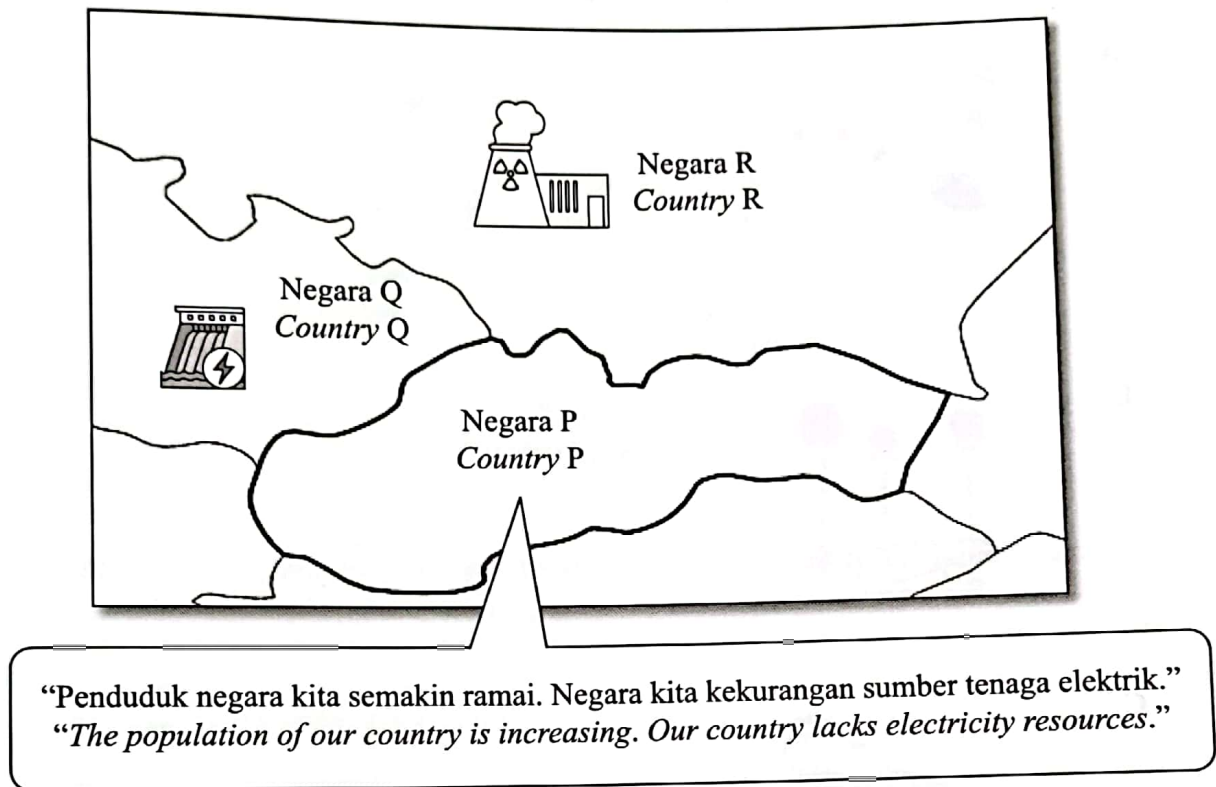 Negara R
Country R
Negara Q
Country Q
Negara P
Country P
“Penduduk negara kita semakin ramai. Negara kita kekurangan sumber tenaga elektrik.”
“The population of our country is increasing. Our country lacks electricity resources.”